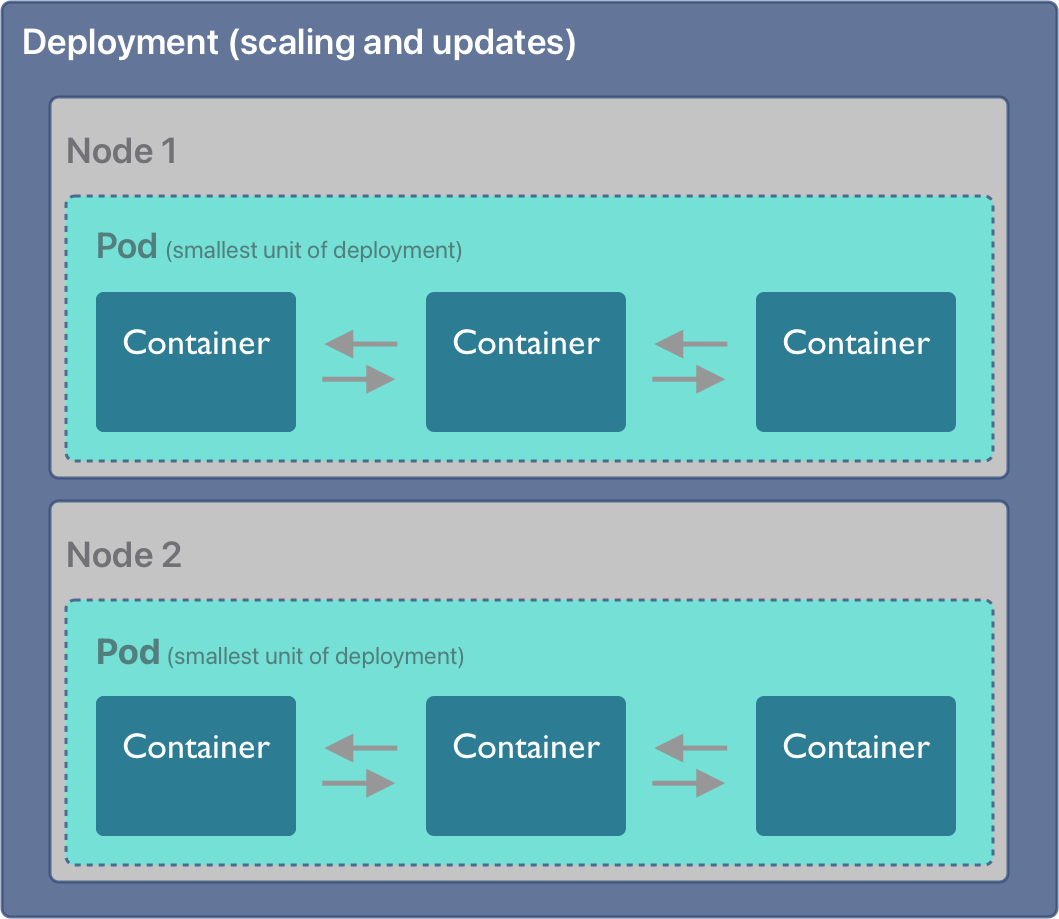 Deployment (scaling and updates)
Node 1
Pod (smallest unit of deployment)
Container Container Container
Node 2
Pod (smallest unit of deployment)
Container Container Container